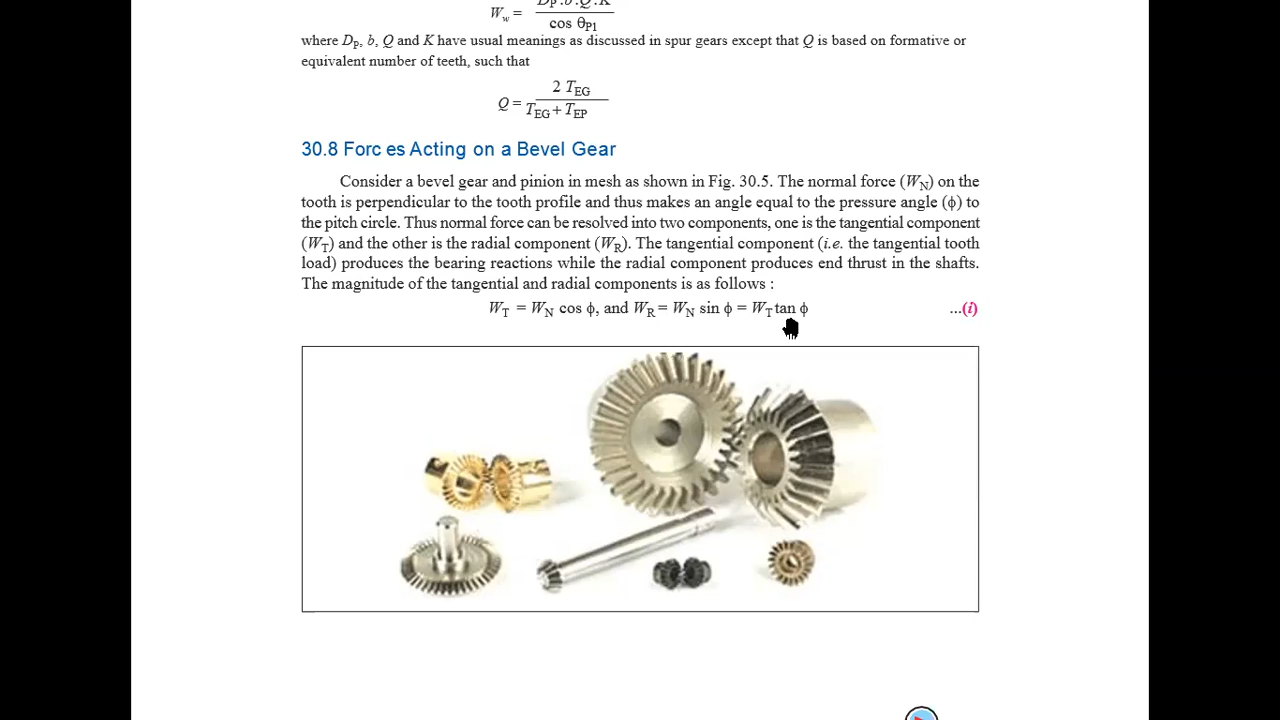 W_w = D_P . b . Q . K
cos θ_P1
where D_P, b, Q and K have usual meanings as discussed in spur gears except that Q is based on formative or
equivalent number of teeth, such that
Q = 2 T_EG
T_EG + T_EP
30.8 Forc es Acting on a Bevel Gear
Consider a bevel gear and pinion in mesh as shown in Fig. 30.5. The normal force (W_N) on the
tooth is perpendicular to the tooth profile and thus makes an angle equal to the pressure angle (ϕ) to
the pitch circle. Thus normal force can be resolved into two components, one is the tangential component
(W_T) and the other is the radial component (W_R). The tangential component (i.e. the tangential tooth
load) produces the bearing reactions while the radial component produces end thrust in the shafts.
The magnitude of the tangential and radial components is as follows :
W_T = W_N cos ϕ, and W_R = W_N sin ϕ = W_T tan ϕ ...(i)